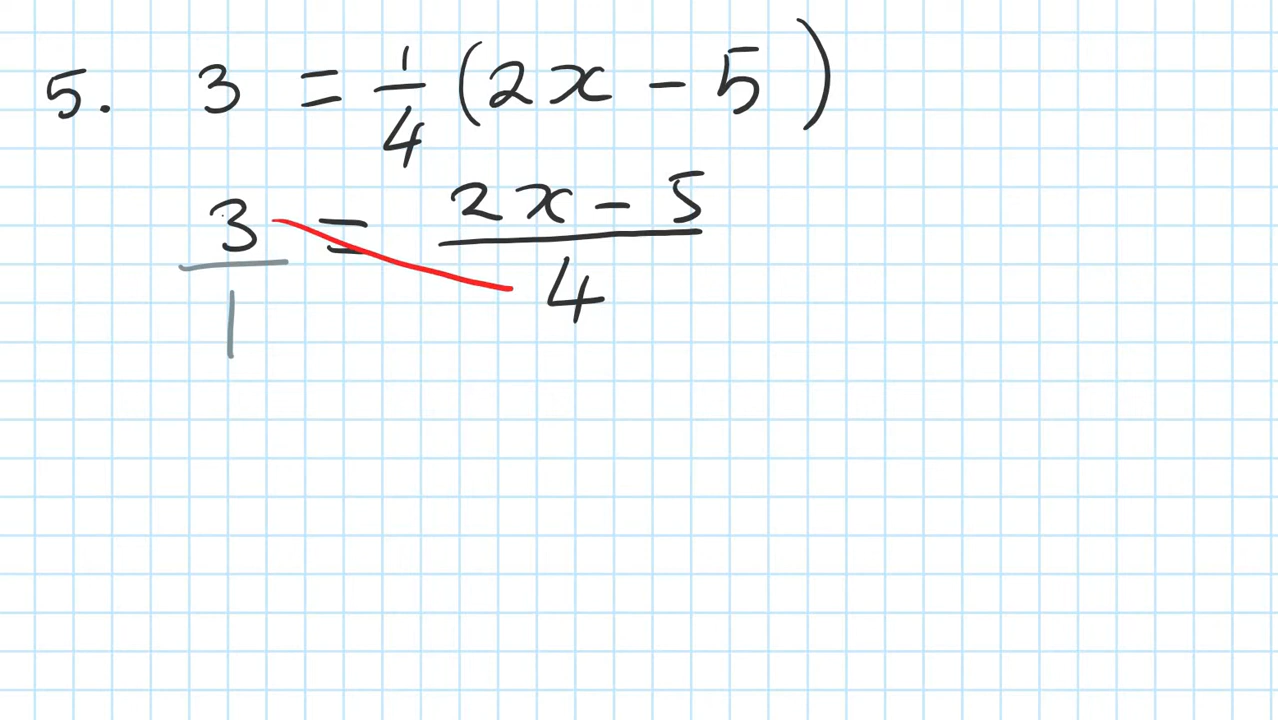 5. 3 = 1/4 (2x - 5)
3/1 = (2x - 5)/4